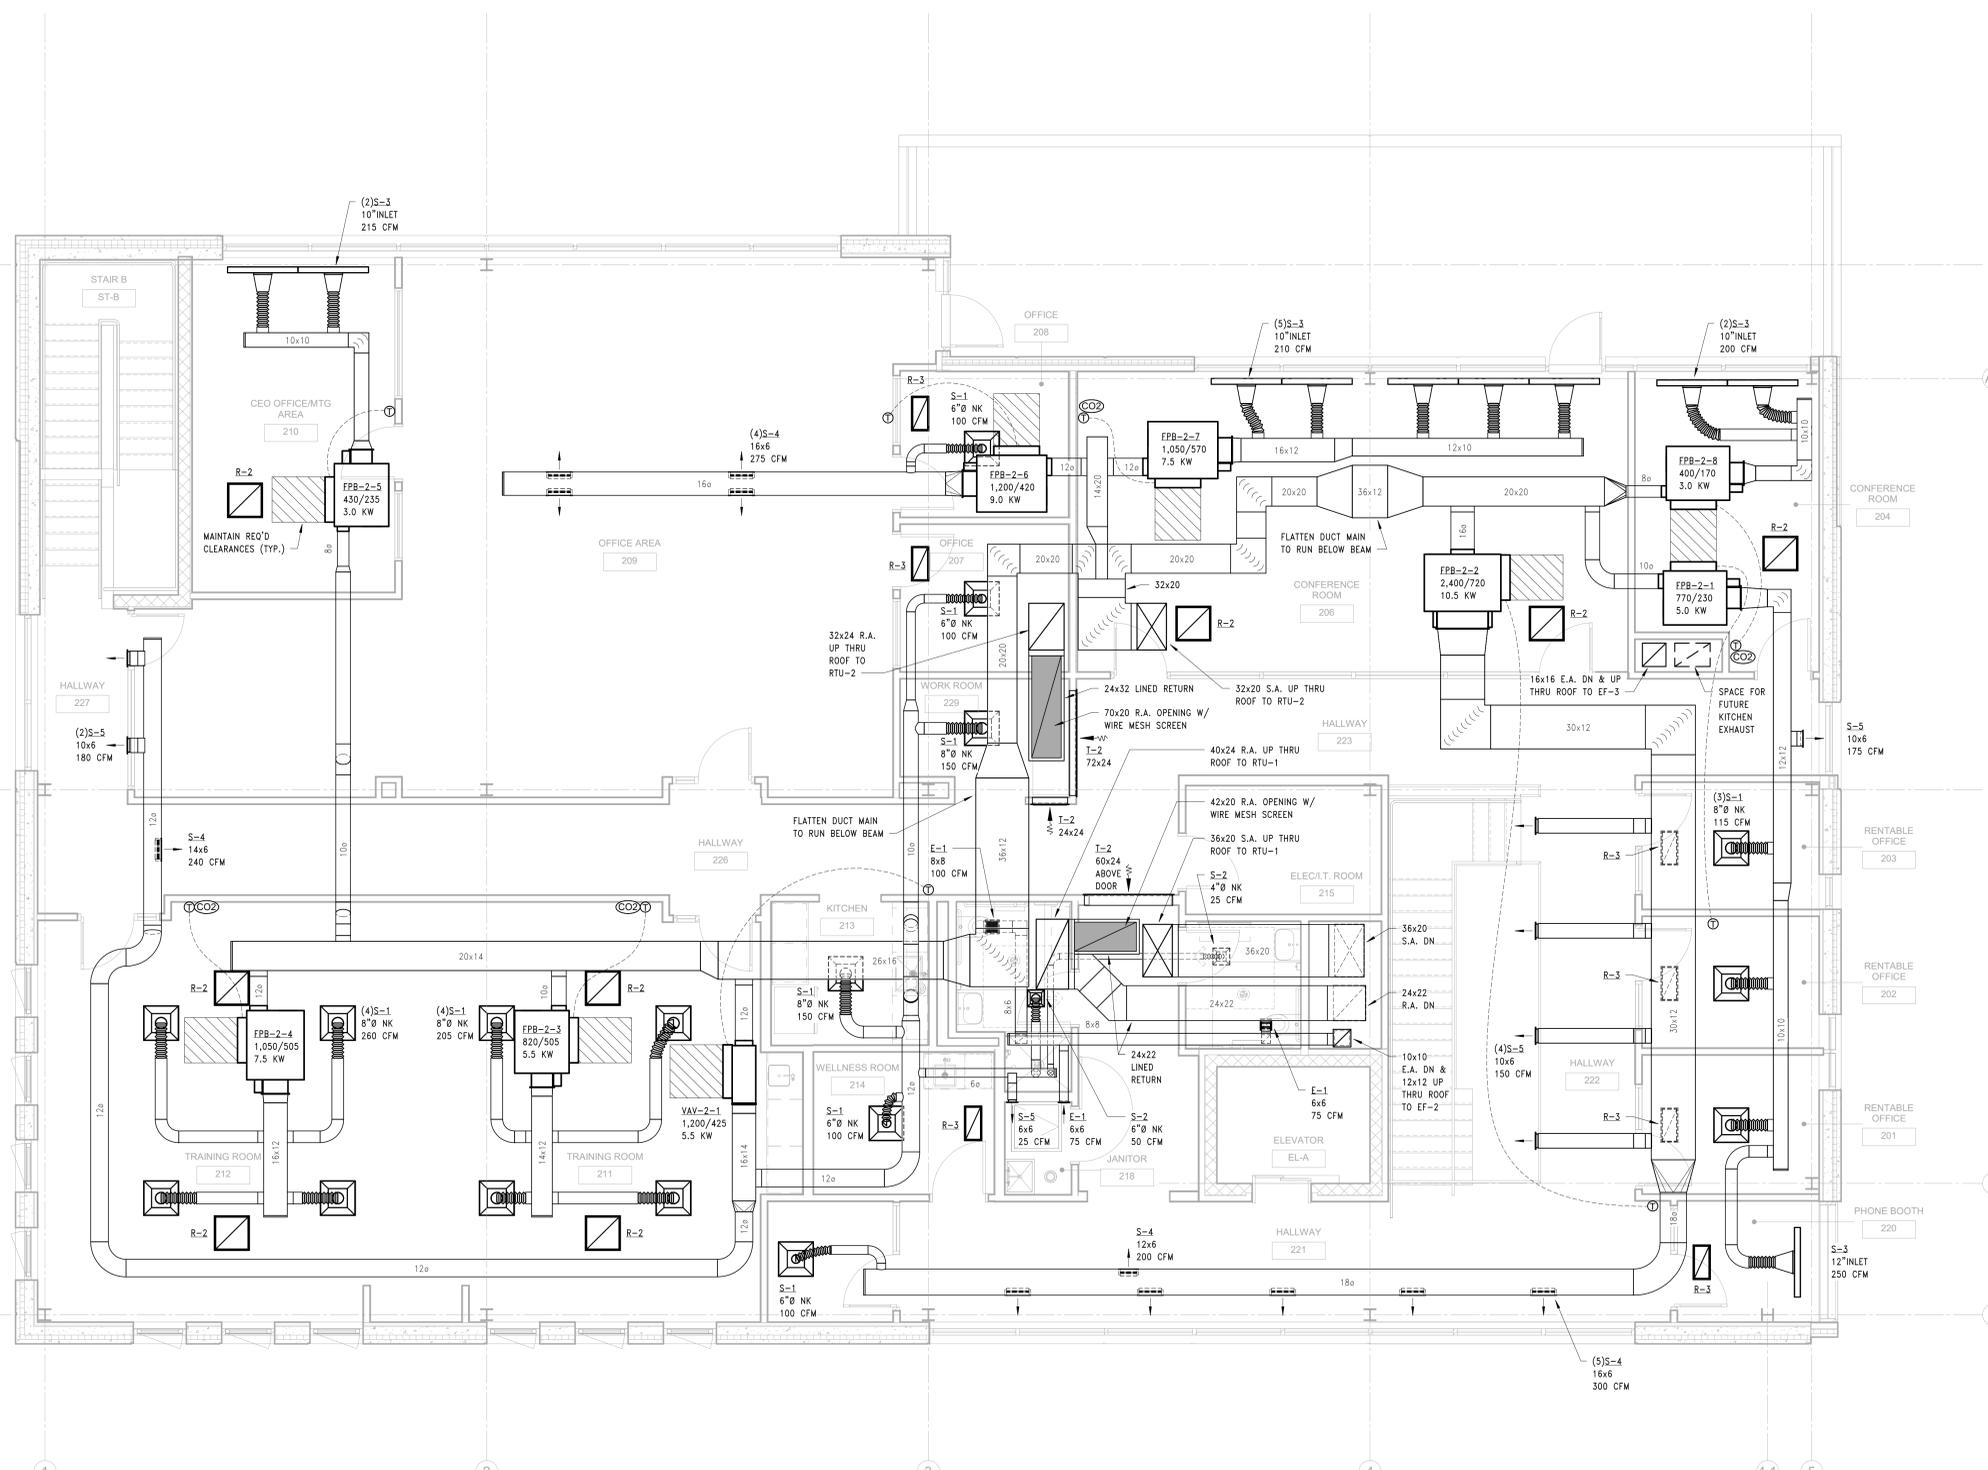 (2)S-3
10"INLET
215 CFM
STAIR B
ST-B
10x10
CEO OFFICE/MTG
AREA
210
R-2
FPB-2-5
430/235
3.0 KW
MAINTAIN REQ'D
CLEARANCES (TYP.)
8ø
OFFICE AREA
209
(4)S-4
16x6
275 CFM
16ø
OFFICE
208
R-3
S-1
6"Ø NK
100 CFM
FPB-2-6
1,200/420
9.0 KW
12ø
14x20
12ø
CO2
T
FPB-2-7
1,050/570
7.5 KW
(5)S-3
10"INLET
210 CFM
16x12
12x10
20x20
36x12
20x20
FLATTEN DUCT MAIN
TO RUN BELOW BEAM
(2)S-3
10"INLET
200 CFM
10x10
FPB-2-8
400/170
3.0 KW
8ø
CONFERENCE
ROOM
204
R-2
16ø
FPB-2-2
2,400/720
10.5 KW
R-2
10ø
FPB-2-1
770/230
5.0 KW
T
CO2
OFFICE
207
R-3
S-1
6"Ø NK
100 CFM
20x20
20x20
32x20
R-2
CONFERENCE
ROOM
206
32x24 R.A.
UP THRU
ROOF TO
RTU-2
20x20
WORK ROOM
229
S-1
8"Ø NK
150 CFM
24x32 LINED RETURN
70x20 R.A. OPENING W/
WIRE MESH SCREEN
T-2
72x24
32x20 S.A. UP THRU
ROOF TO RTU-2
HALLWAY
223
16x16 E.A. DN & UP
THRU ROOF TO EF-3
SPACE FOR
FUTURE
KITCHEN
EXHAUST
30x12
12x12
S-5
10x6
175 CFM
HALLWAY
227
(2)S-5
10x6
180 CFM
12ø
S-4
14x6
240 CFM
10ø
HALLWAY
226
FLATTEN DUCT MAIN
TO RUN BELOW BEAM
10ø
36x12
T-2
24x24
40x24 R.A. UP THRU
ROOF TO RTU-1
42x20 R.A. OPENING W/
WIRE MESH SCREEN
36x20 S.A. UP THRU
ROOF TO RTU-1
E-1
8x8
100 CFM
T-2
60x24
ABOVE
DOOR
S-2
4"Ø NK
25 CFM
ELEC/I.T. ROOM
215
(3)S-1
8"Ø NK
115 CFM
R-3
RENTABLE
OFFICE
203
T
CO2
CO2
T
T
KITCHEN
213
20x14
26x16
36x20
36x20
S.A. DN
24x22
24x22
R.A. DN
T
R-3
RENTABLE
OFFICE
202
R-2
12ø
10ø
R-2
12ø
S-1
8"Ø NK
150 CFM
8x6
8x8
24x22
LINED
RETURN
10x10
E.A. DN &
12x12 UP
THRU ROOF
TO EF-2
FPB-2-4
1,050/505
7.5 KW
(4)S-1
8"Ø NK
260 CFM
(4)S-1
8"Ø NK
205 CFM
FPB-2-3
820/505
5.5 KW
VAV-2-1
1,200/425
5.5 KW
WELLNESS ROOM
214
12ø
6ø
S-1
6"Ø NK
100 CFM
R-3
S-5
6x6
25 CFM
E-1
6x6
75 CFM
S-2
6"Ø NK
50 CFM
E-1
6x6
75 CFM
30x12
10x10
(4)S-5
10x6
150 CFM
HALLWAY
222
R-3
RENTABLE
OFFICE
201
12ø
16x12
14x12
16x14
TRAINING ROOM
212
TRAINING ROOM
211
ELEVATOR
EL-A
JANITOR
218
12ø
R-2
R-2
12ø
12ø
T
18ø
PHONE BOOTH
220
S-4
12x6
200 CFM
HALLWAY
221
S-1
6"Ø NK
100 CFM
18ø
R-3
S-3
12"INLET
250 CFM
(5)S-4
16x6
300 CFM